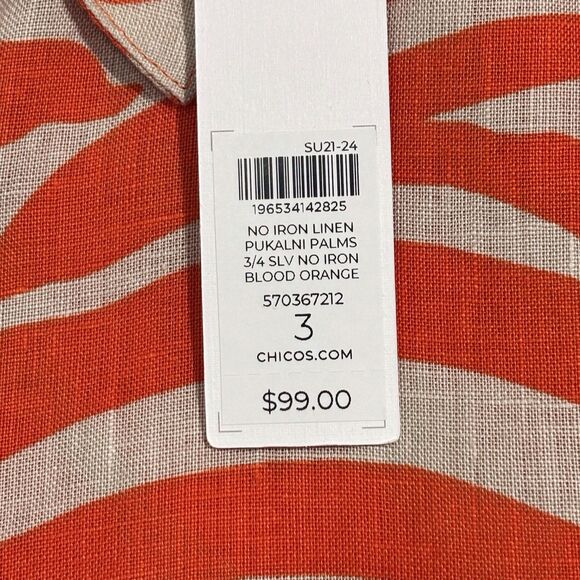 SU21-24
196534142825
NO IRON LINEN
PUKALNI PALMS
3/4 SLV NO IRON
BLOOD ORANGE
570367212
3
CHICOS.COM
$99.00